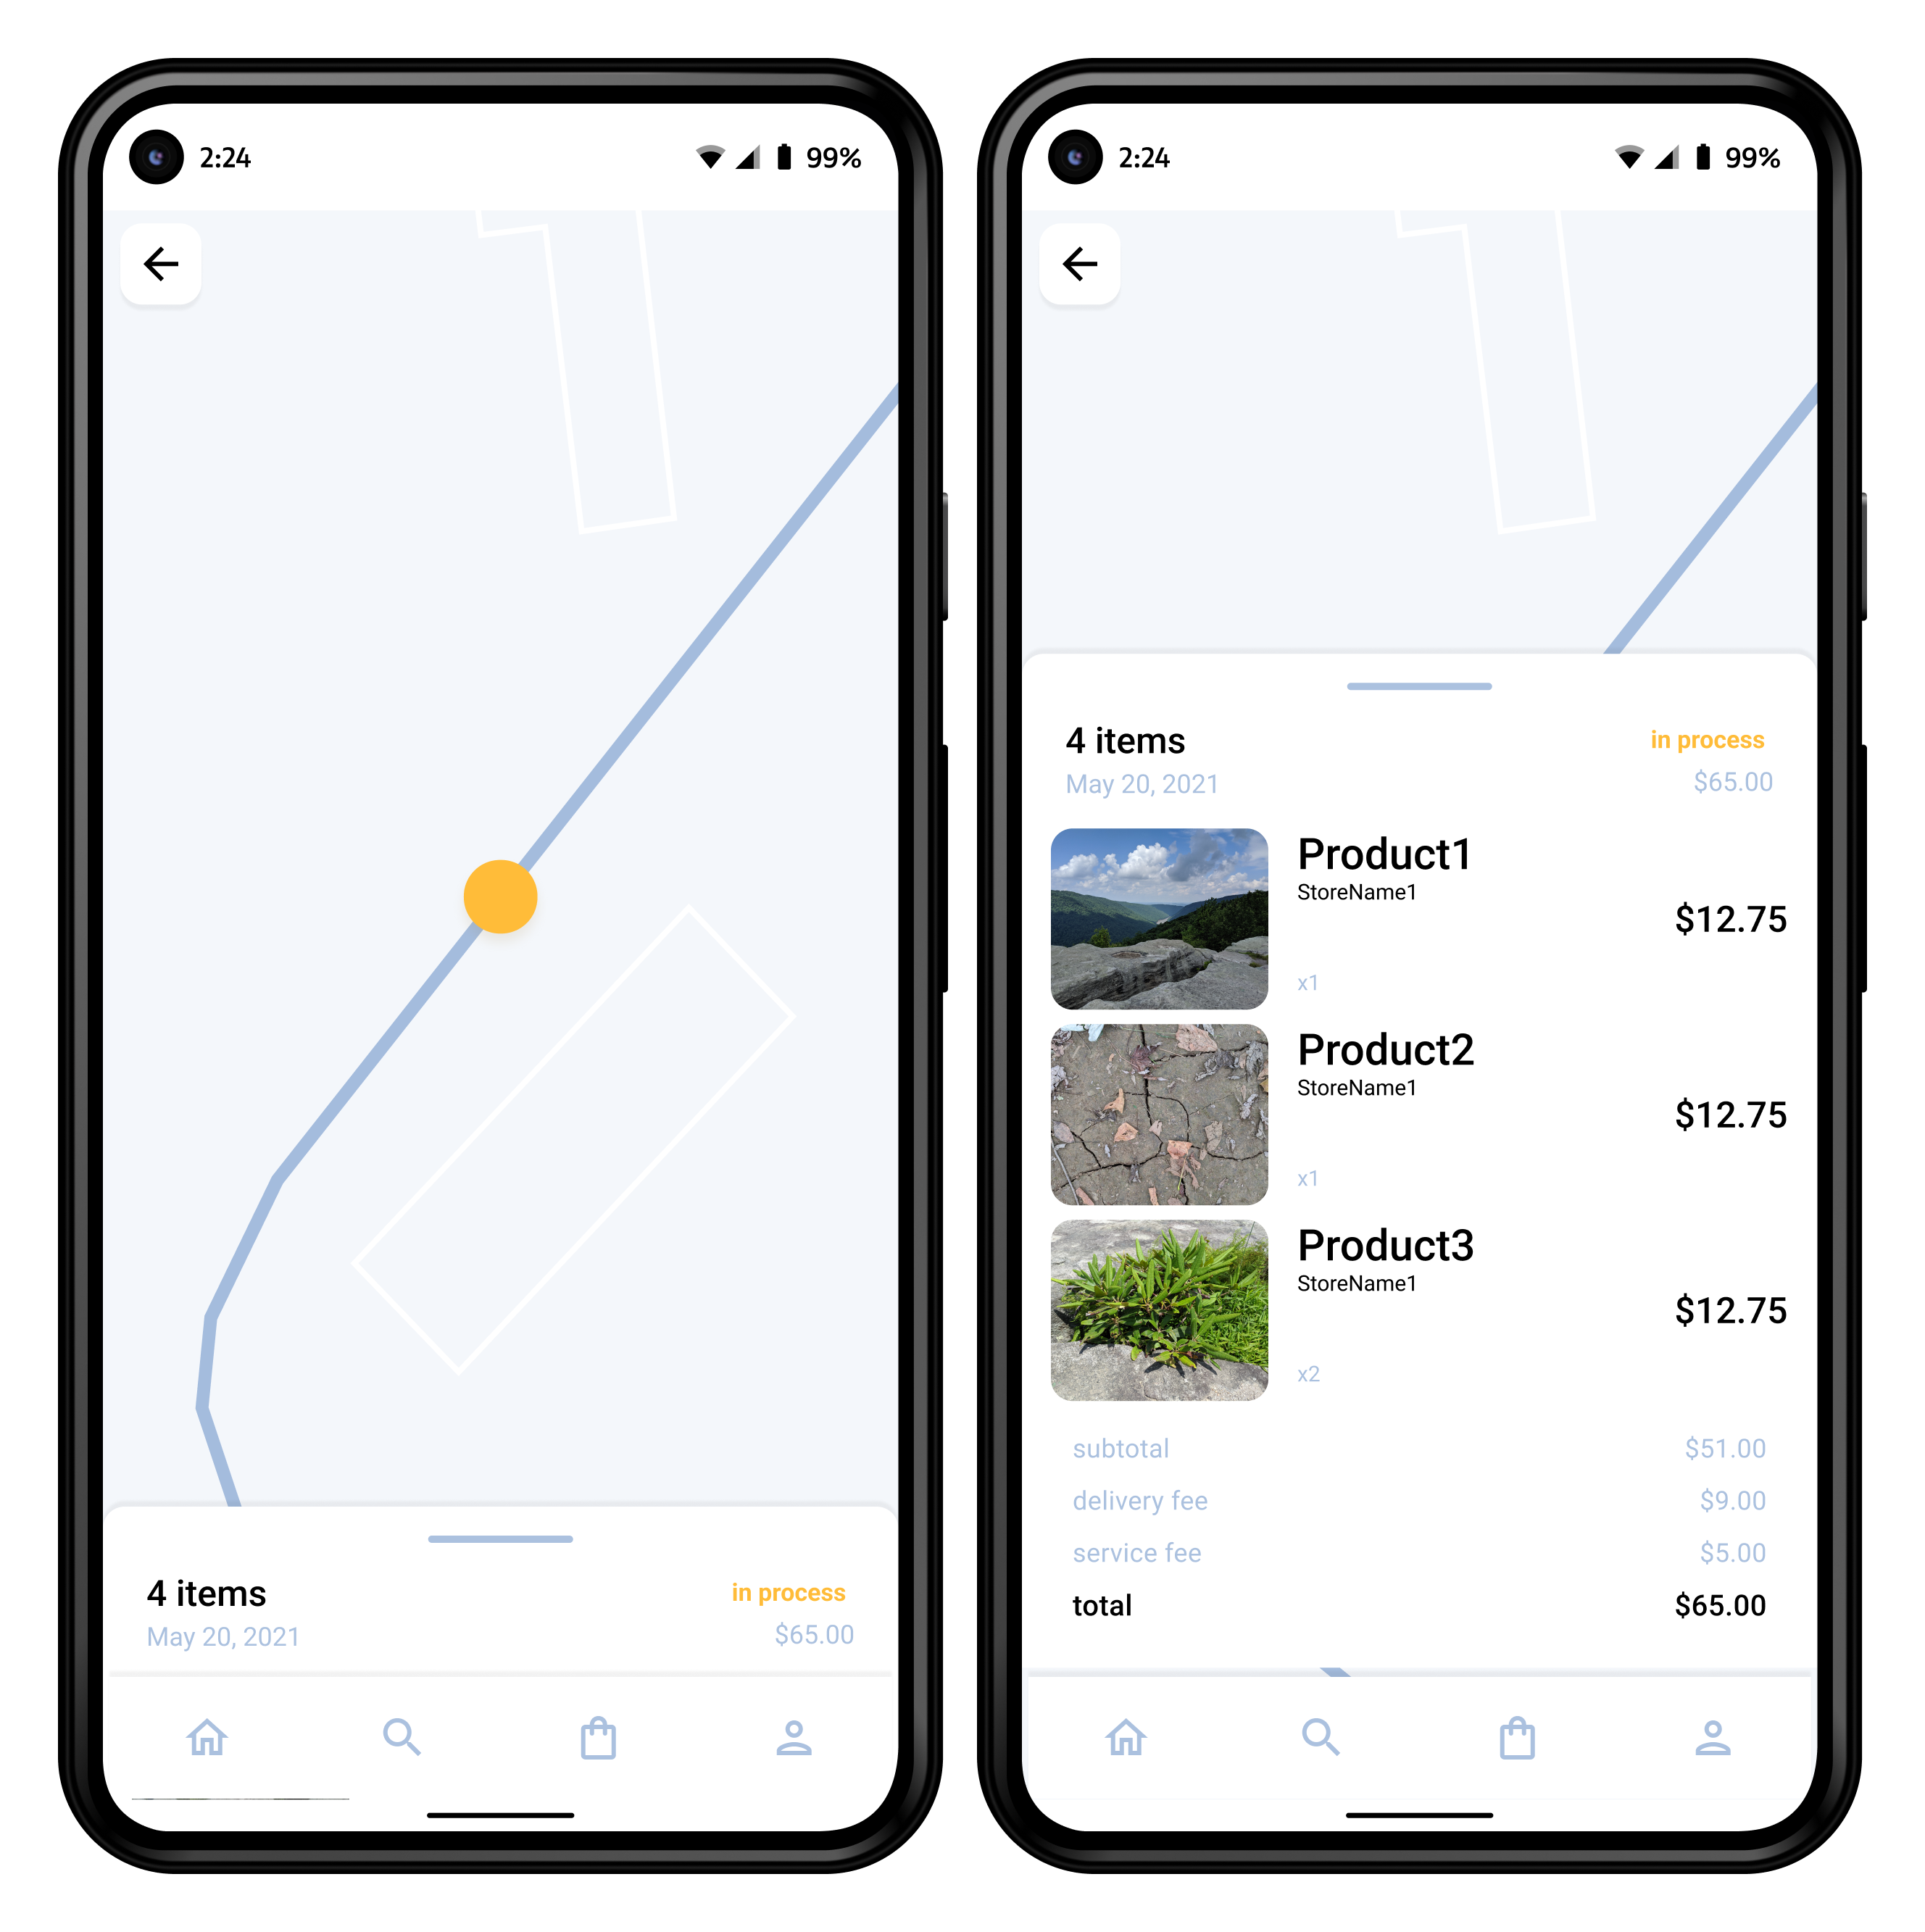 2:24 99%
4 items in process
May 20, 2021 $65.00
2:24 99%
4 items in process
May 20, 2021 $65.00
Product1
StoreName1
$12.75
x1
Product2
StoreName1
$12.75
x1
Product3
StoreName1
$12.75
x2
subtotal $51.00
delivery fee $9.00
service fee $5.00
total $65.00